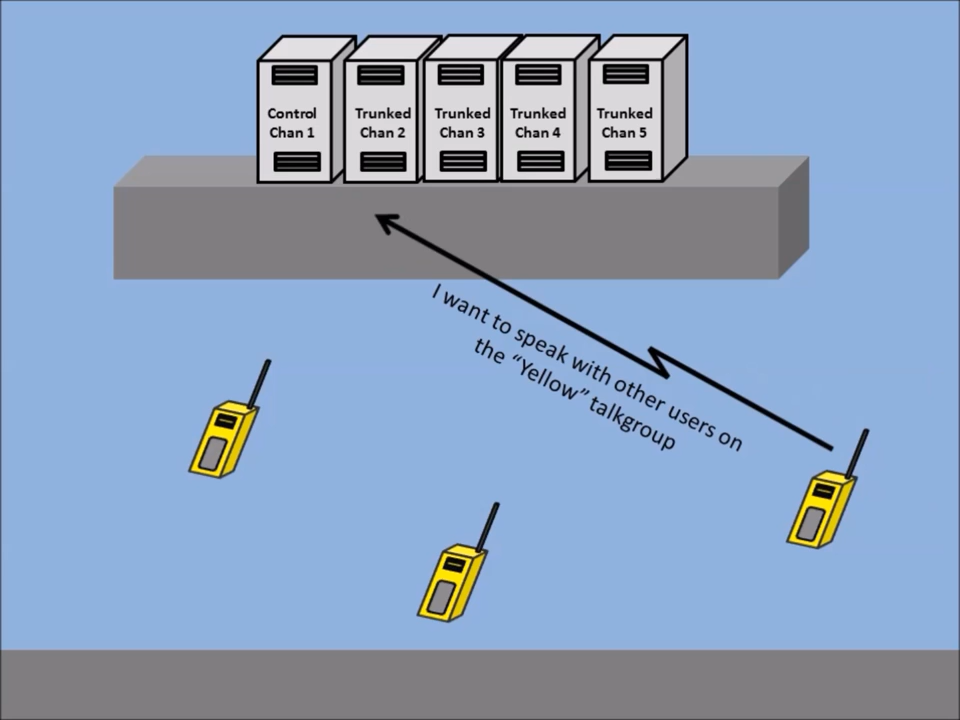 Control
Chan 1
Trunked
Chan 2
Trunked
Chan 3
Trunked
Chan 4
Trunked
Chan 5
I want to speak with other users on
the “Yellow” talkgroup